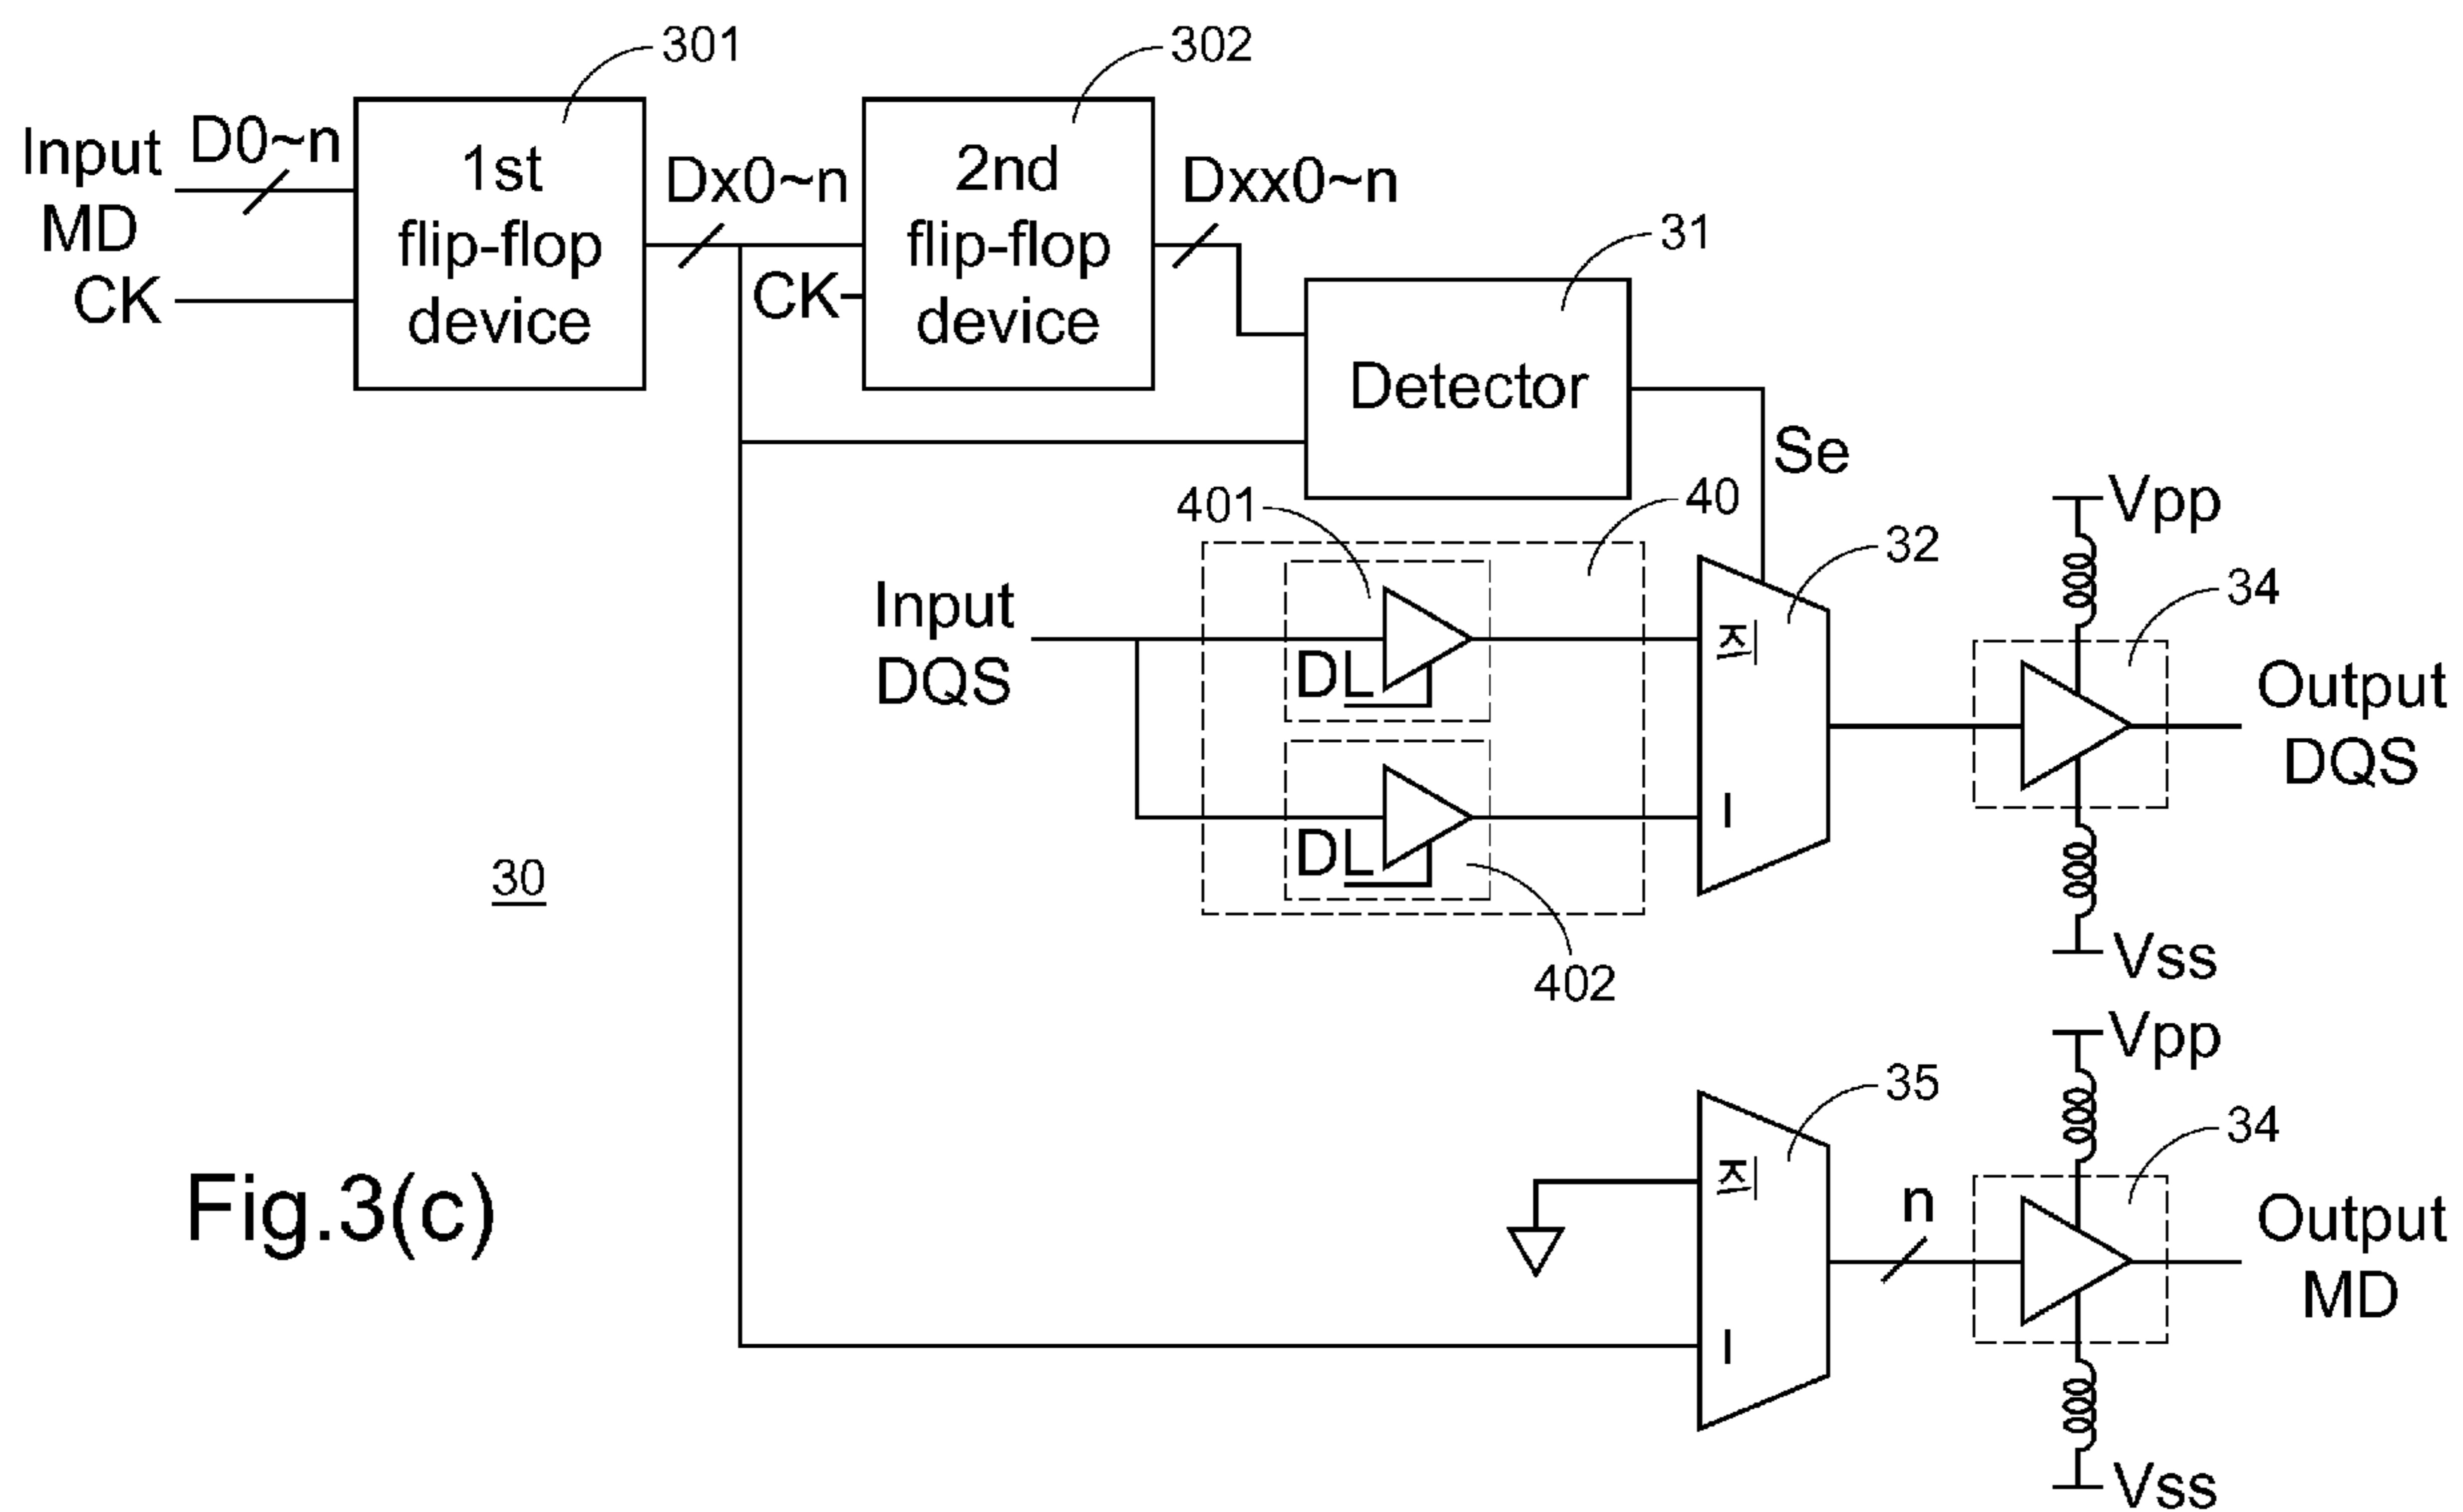 301
302
Input
MD
D0~n
CK
1st
flip-flop
device
Dx0~n
CK
2nd
flip-flop
device
Dxx0~n
31
Detector
Se
401
40
32
Vpp
34
Input
DQS
DL
DL
지
I
402
Output
DQS
Vss
30
Vpp
35
34
지
I
n
Output
MD
Vss
Fig.3(c)